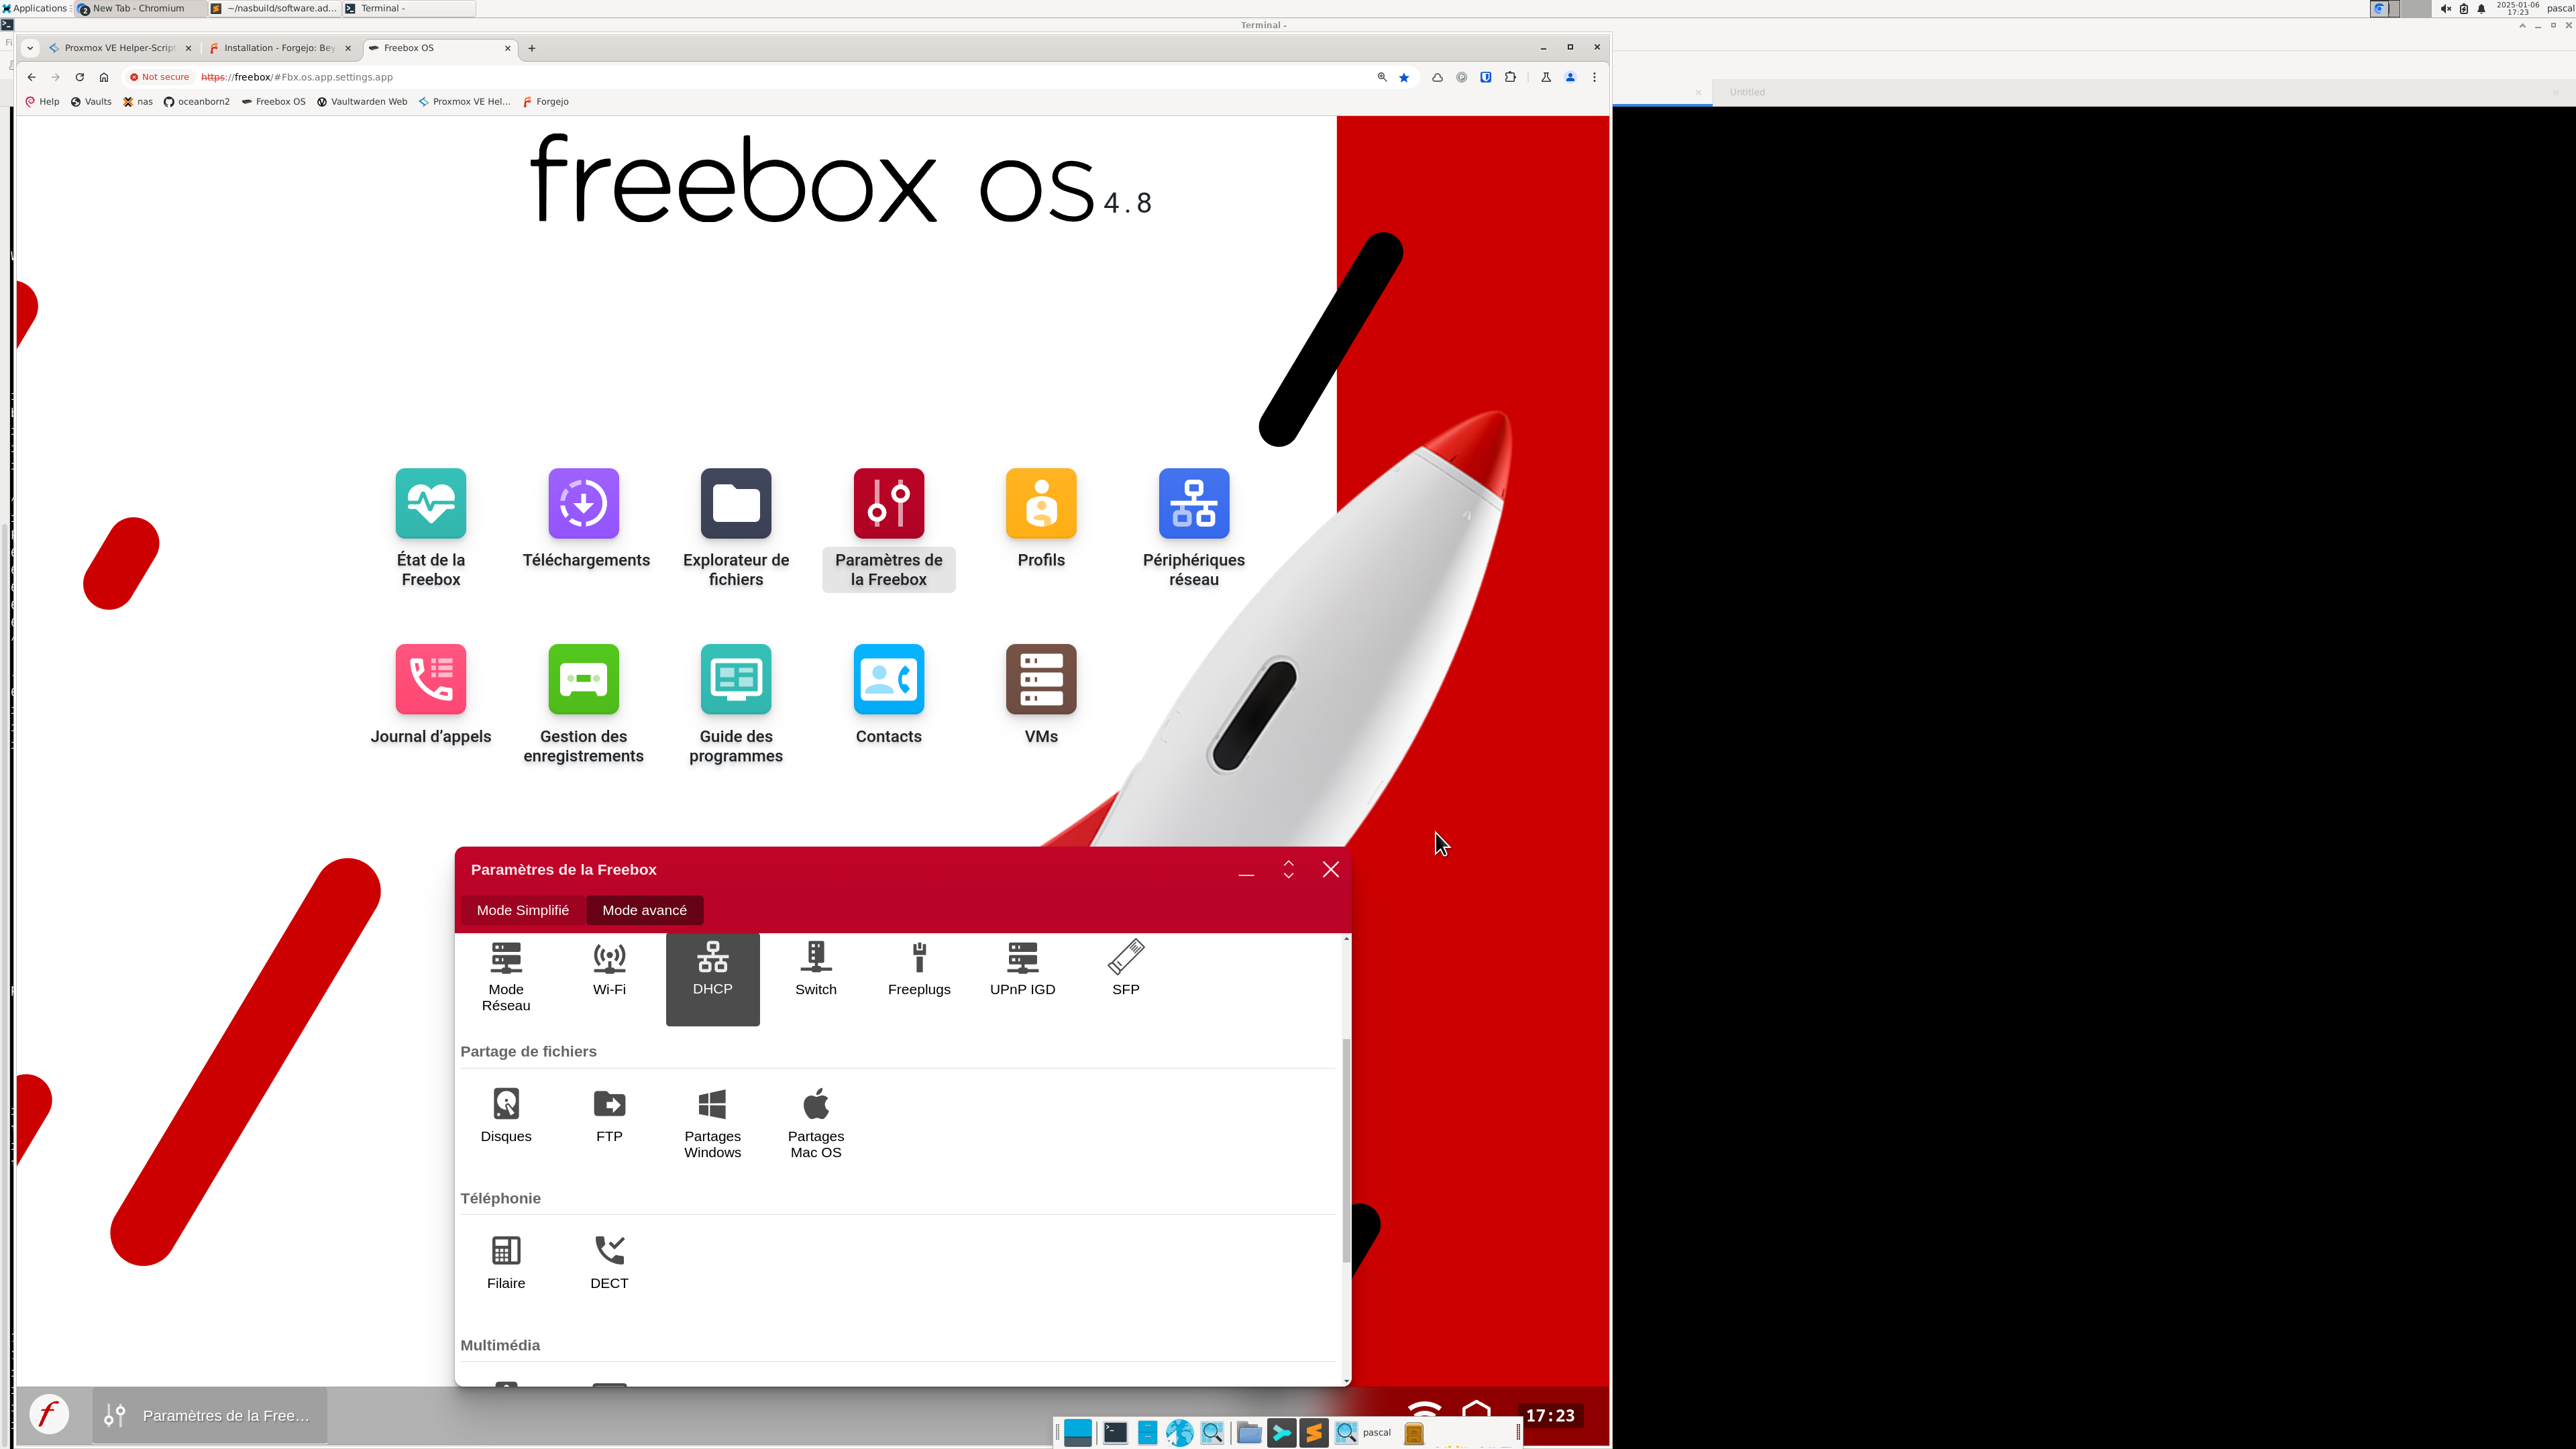 Applications
New Tab - Chromium
~/nasbuild/software.ad...
Terminal -
2025-01-06
17:23
pascal
Terminal -
Proxmox VE Helper-Script
Installation - Forgejo: Bey
Freebox OS
Not secure
https://freebox/#Fbx.os.app.settings.app
Help
Vaults
nas
oceanborn2
Freebox OS
Vaultwarden Web
Proxmox VE Hel...
Forgejo
Untitled
freebox os 4.8
État de la
Freebox
Téléchargements
Explorateur de
fichiers
Paramètres de
la Freebox
Profils
Périphériques
réseau
Journal d’appels
Gestion des
enregistrements
Guide des
programmes
Contacts
VMs
Paramètres de la Freebox
Mode Simplifié
Mode avancé
Mode
Réseau
Wi-Fi
DHCP
Switch
Freeplugs
UPnP IGD
SFP
Partage de fichiers
Disques
FTP
Partages
Windows
Partages
Mac OS
Téléphonie
Filaire
DECT
Multimédia
Paramètres de la Free...
17:23
pascal